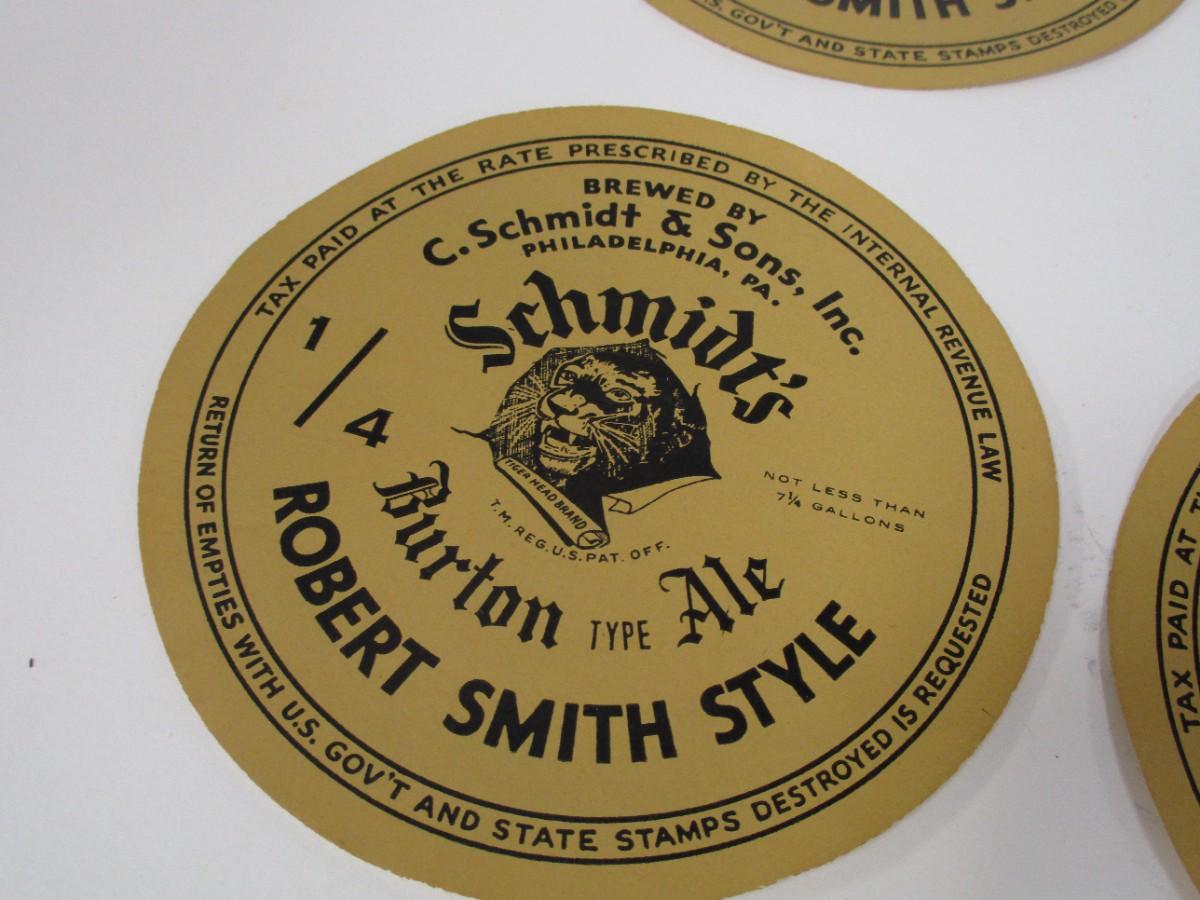 TAX PAID AT THE RATE PRESCRIBED BY THE INTERNAL REVENUE LAW
BREWED BY
C. Schmidt & Sons, Inc.
PHILADELPHIA, PA.
Schmidt's
1/4
TIGER HEAD BRAND
T.M. REG. U.S. PAT. OFF.
NOT LESS THAN
7¼ GALLONS
Burton TYPE Ale
ROBERT SMITH STYLE
RETURN OF EMPTIES WITH U.S. GOV'T AND STATE STAMPS DESTROYED IS REQUESTED
SMITH
U.S. GOV'T AND STATE STAMPS DESTROYED
TAX PAID AT